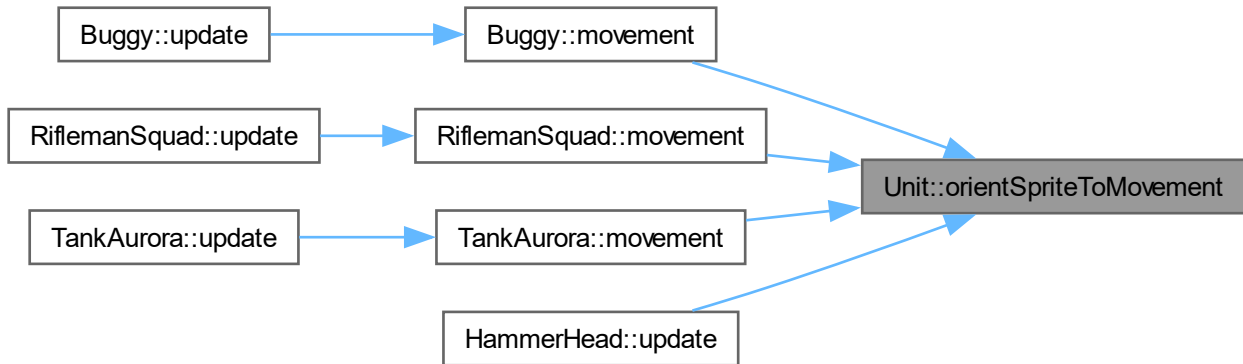 Buggy::update
Buggy::movement
RiflemanSquad::update
RiflemanSquad::movement
Unit::orientSpriteToMovement
TankAurora::update
TankAurora::movement
HammerHead::update